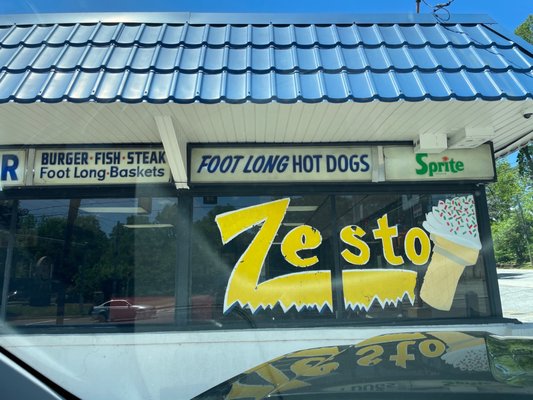 R
BURGER·FISH·STEAK
Foot Long·Baskets
FOOT LONG HOT DOGS
Sprite
Zesto